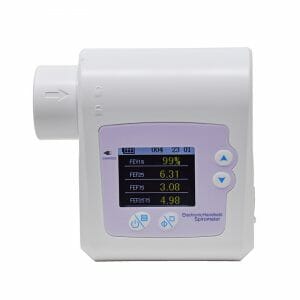 004 23 01
FEV1% 99%
FEF25 6.31
FEF75 3.08
FEF2575 4.98
Electronic Handheld
Spirometer